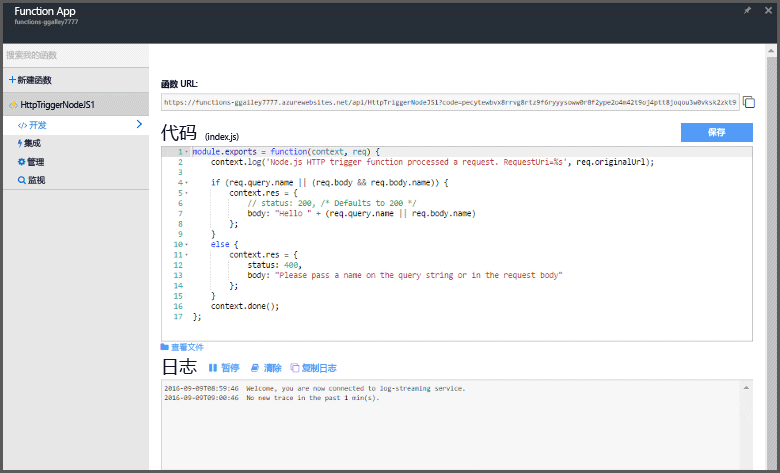 Function App
functions-ggailey7777
搜索我的函数
+新建函数
HttpTriggerNodeJS1
</> 开发
集成
管理
监视
函数 URL:
https://functions-ggailey7777.azurewebsites.net/api/HttpTriggerNodeJS1?code=pecytewbvx8rrvg8rtz9f6ryyysoww0r8f2ype2o4m42t9oj4ptt8joqou3w0vksk2zkt9
代码 (index.js)
保存
1 module.exports = function(context, req) {
2 context.log('Node.js HTTP trigger function processed a request. RequestUri=%s', req.originalUrl);
3
4 if (req.query.name || (req.body && req.body.name)) {
5 context.res = {
6 // status: 200, /* Defaults to 200 */
7 body: "Hello " + (req.query.name || req.body.name)
8 };
9 }
10 else {
11 context.res = {
12 status: 400,
13 body: "Please pass a name on the query string or in the request body"
14 };
15 }
16 context.done();
17 };
查看文件
日志 暂停 清除 复制日志
2016-09-09T08:59:46 Welcome, you are now connected to log-streaming service.
2016-09-09T09:00:46 No new trace in the past 1 min(s).